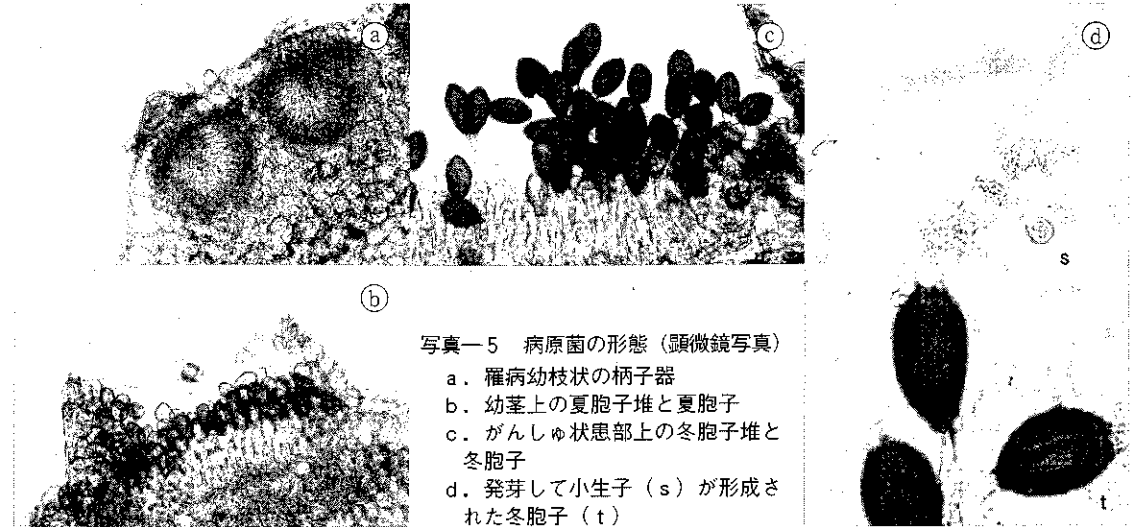 ⓐ
ⓒ
ⓓ
s
ⓑ
写真－5 病原菌の形態（顕微鏡写真）
a．罹病幼枝状の柄子器
b．幼茎上の夏胞子堆と夏胞子
c．がんしゅ状患部上の冬胞子堆と
冬胞子
d．発芽して小生子（s）が形成さ
れた冬胞子（t）
t